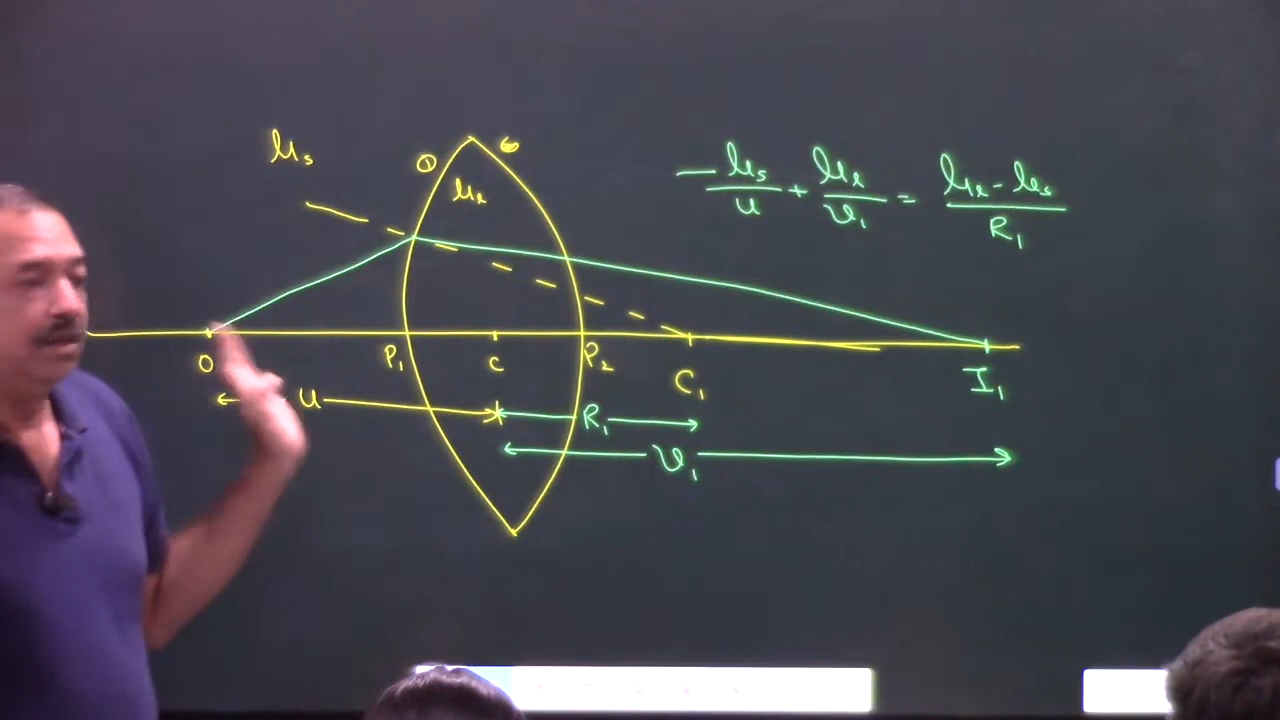 μs
① ②
μℓ
-μs/u + μℓ/v₁ = μℓ-μs/R₁
O P₁ C P₂ C₁ I₁
u R₁
v₁